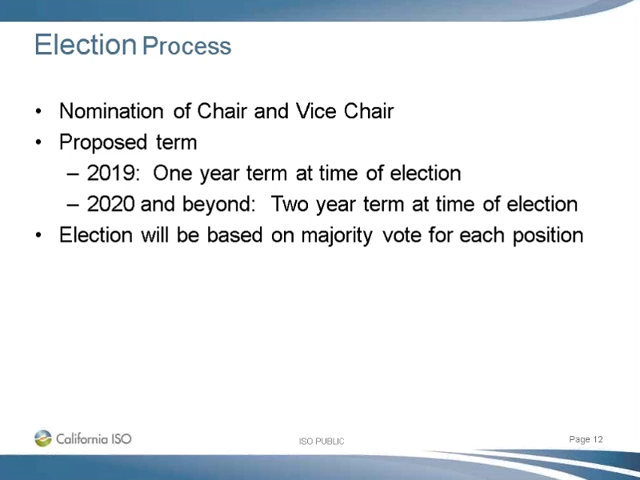 Election Process
• Nomination of Chair and Vice Chair
• Proposed term
– 2019: One year term at time of election
– 2020 and beyond: Two year term at time of election
• Election will be based on majority vote for each position
California ISO
ISO PUBLIC
Page 12